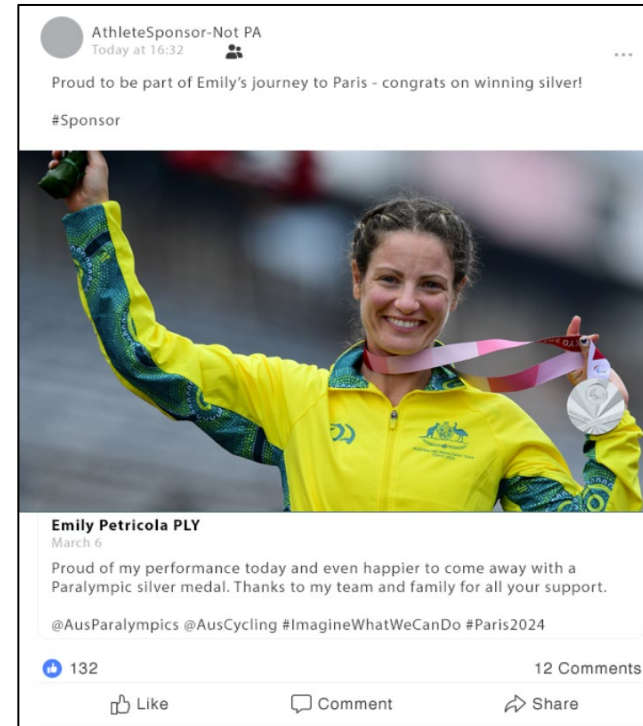 AthleteSponsor-Not PA
Today at 16:32
Proud to be part of Emily’s journey to Paris - congrats on winning silver!
#Sponsor
Emily Petricola PLY
March 6
Proud of my performance today and even happier to come away with a
Paralympic silver medal. Thanks to my team and family for all your support.
@AusParalympics @AusCycling #ImagineWhatWeCanDo #Paris2024
132
12 Comments
Like
Comment
Share